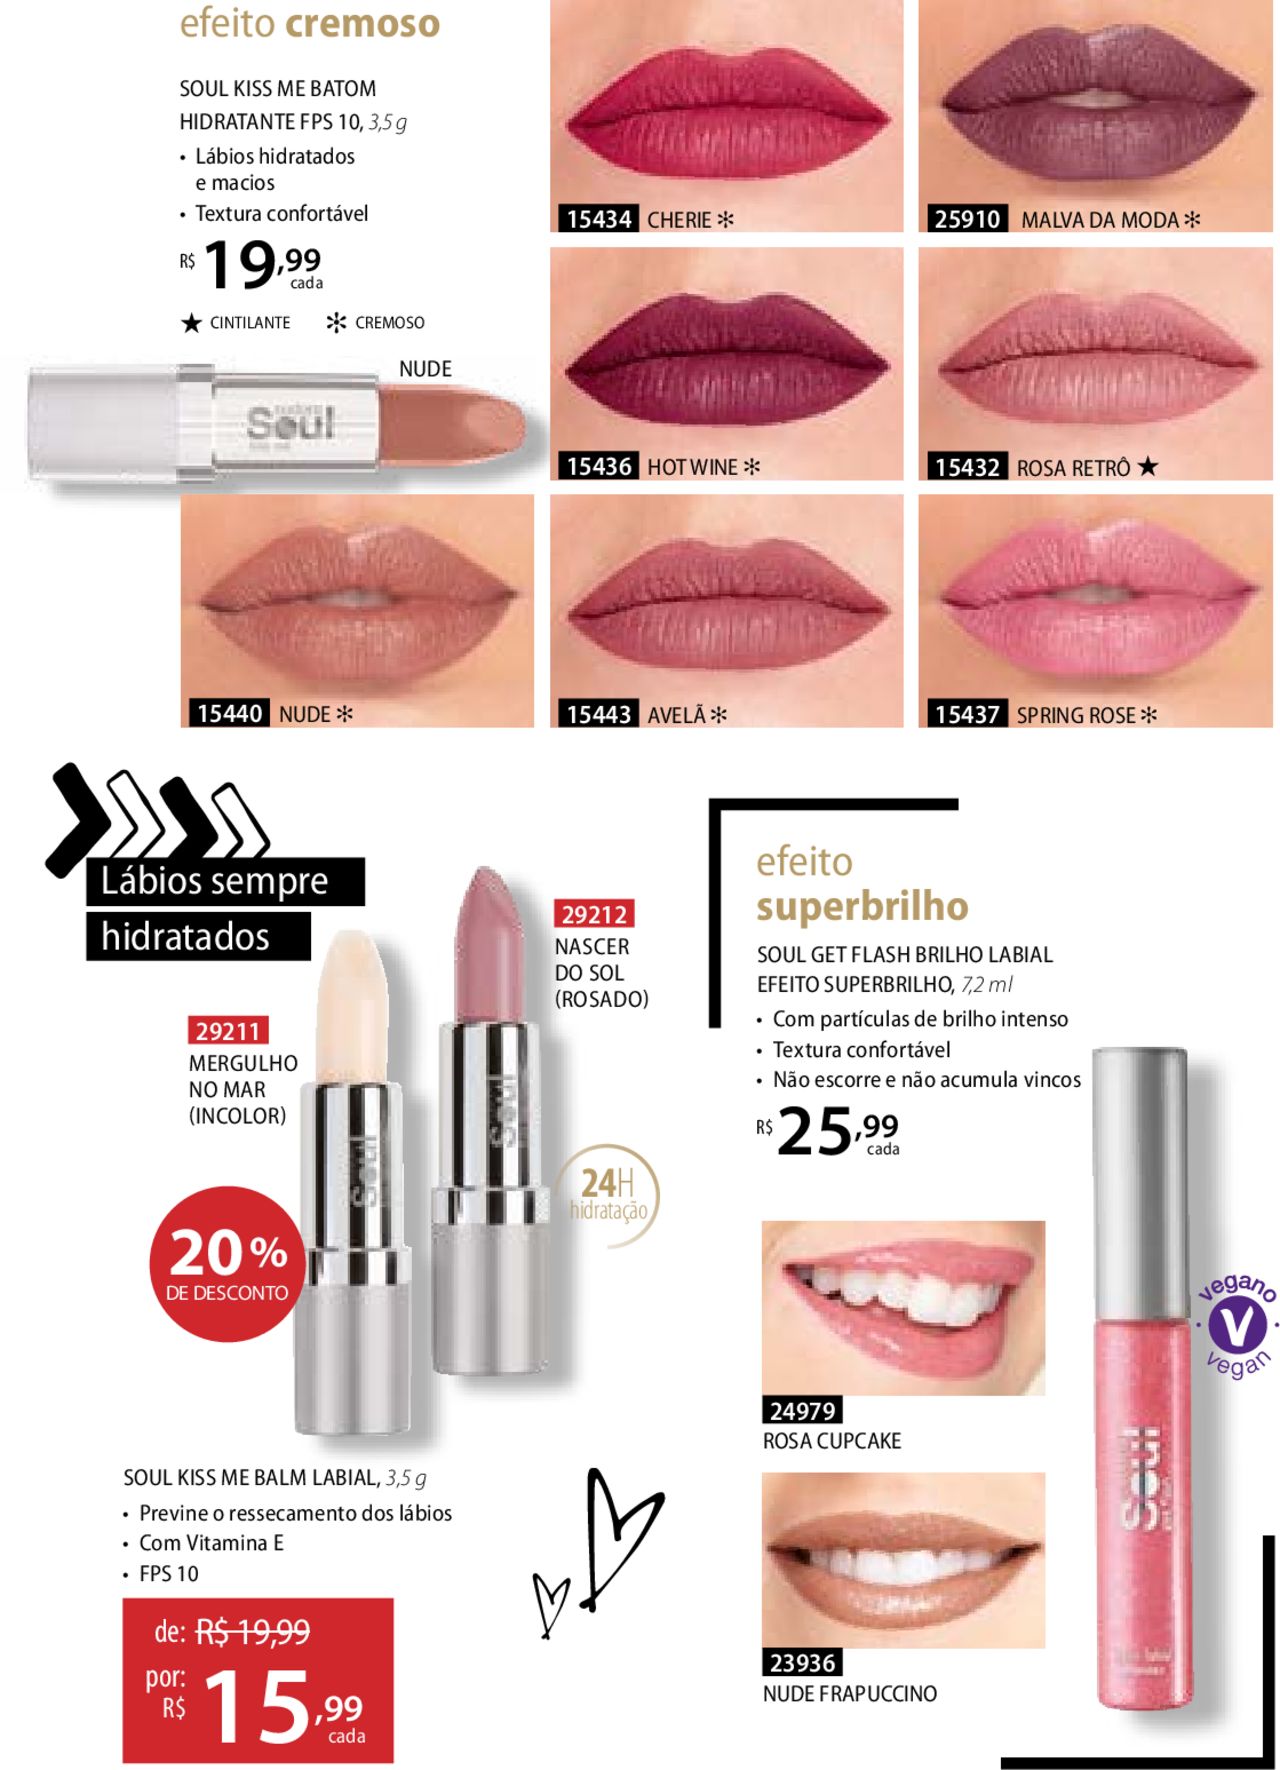 efeito cremoso
SOUL KISS ME BATOM
HIDRATANTE FPS 10, 3,5 g
• Lábios hidratados
e macios
• Textura confortável
R$ 19,99
cada
★ CINTILANTE ✻ CREMOSO
NUDE
Soul
15434 CHERIE ✻
25910 MALVA DA MODA ✻
15436 HOT WINE ✻
15432 ROSA RETRÔ ★
15440 NUDE ✻
15443 AVELÃ ✻
15437 SPRING ROSE ✻
Lábios sempre
hidratados
29212
NASCER
DO SOL
(ROSADO)
29211
MERGULHO
NO MAR
(INCOLOR)
Soul
Soul
24H
hidratação
20%
DE DESCONTO
SOUL KISS ME BALM LABIAL, 3,5 g
• Previne o ressecamento dos lábios
• Com Vitamina E
• FPS 10
de: R$ 19,99
por:
R$ 15,99
cada
efeito
superbrilho
SOUL GET FLASH BRILHO LABIAL
EFEITO SUPERBRILHO, 7,2 ml
• Com partículas de brilho intenso
• Textura confortável
• Não escorre e não acumula vincos
R$ 25,99
cada
24979
ROSA CUPCAKE
23936
NUDE FRAPUCCINO
Soul
vegano
V
vegan